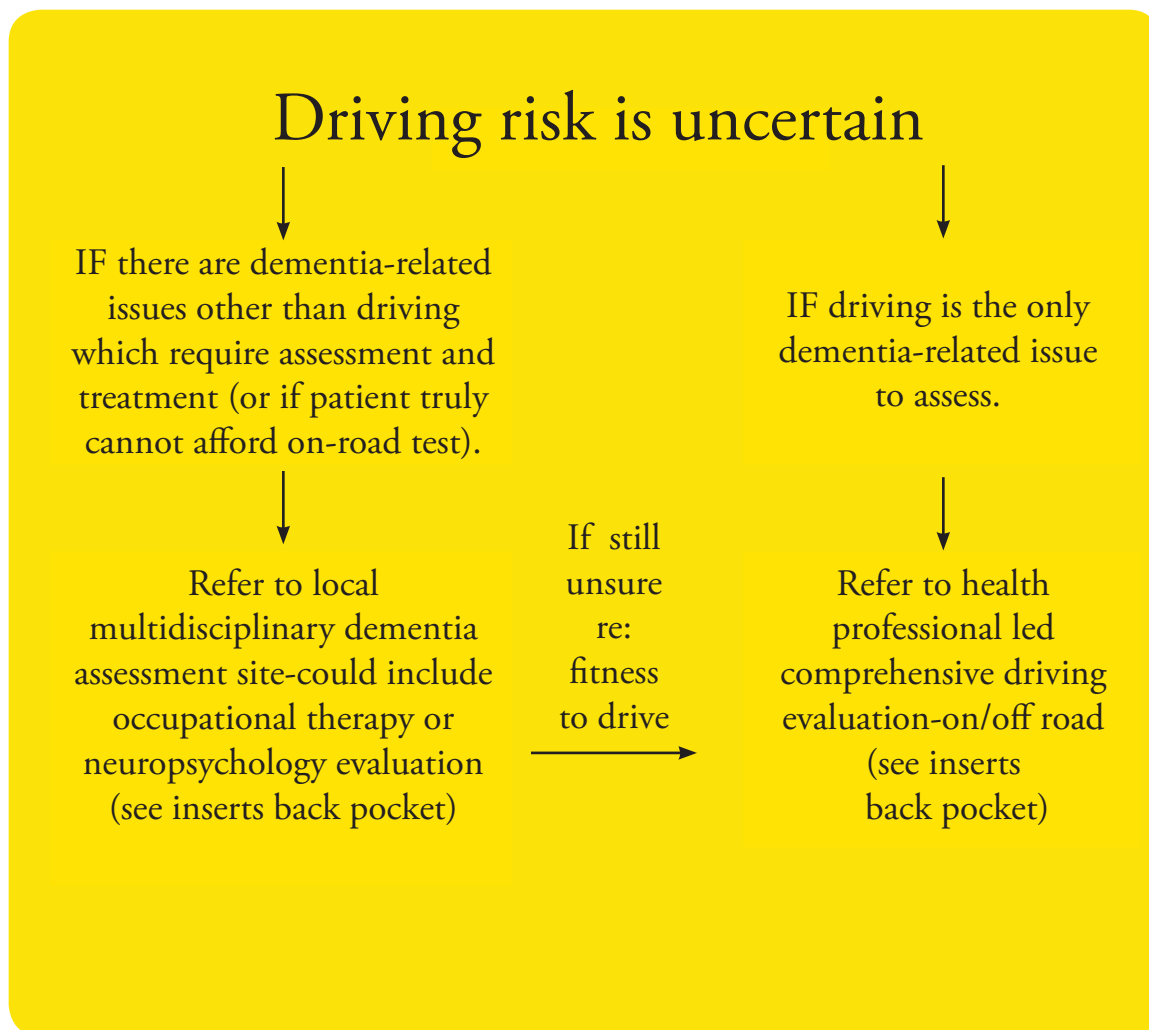 Driving risk is uncertain
IF there are dementia-related
issues other than driving
which require assessment and
treatment (or if patient truly
cannot afford on-road test).
IF driving is the only
dementia-related issue
to assess.
Refer to local
multidisciplinary dementia
assessment site-could include
occupational therapy or
neuropsychology evaluation
(see inserts back pocket)
If still
unsure
re:
fitness
to drive
Refer to health
professional led
comprehensive driving
evaluation-on/off road
(see inserts
back pocket)